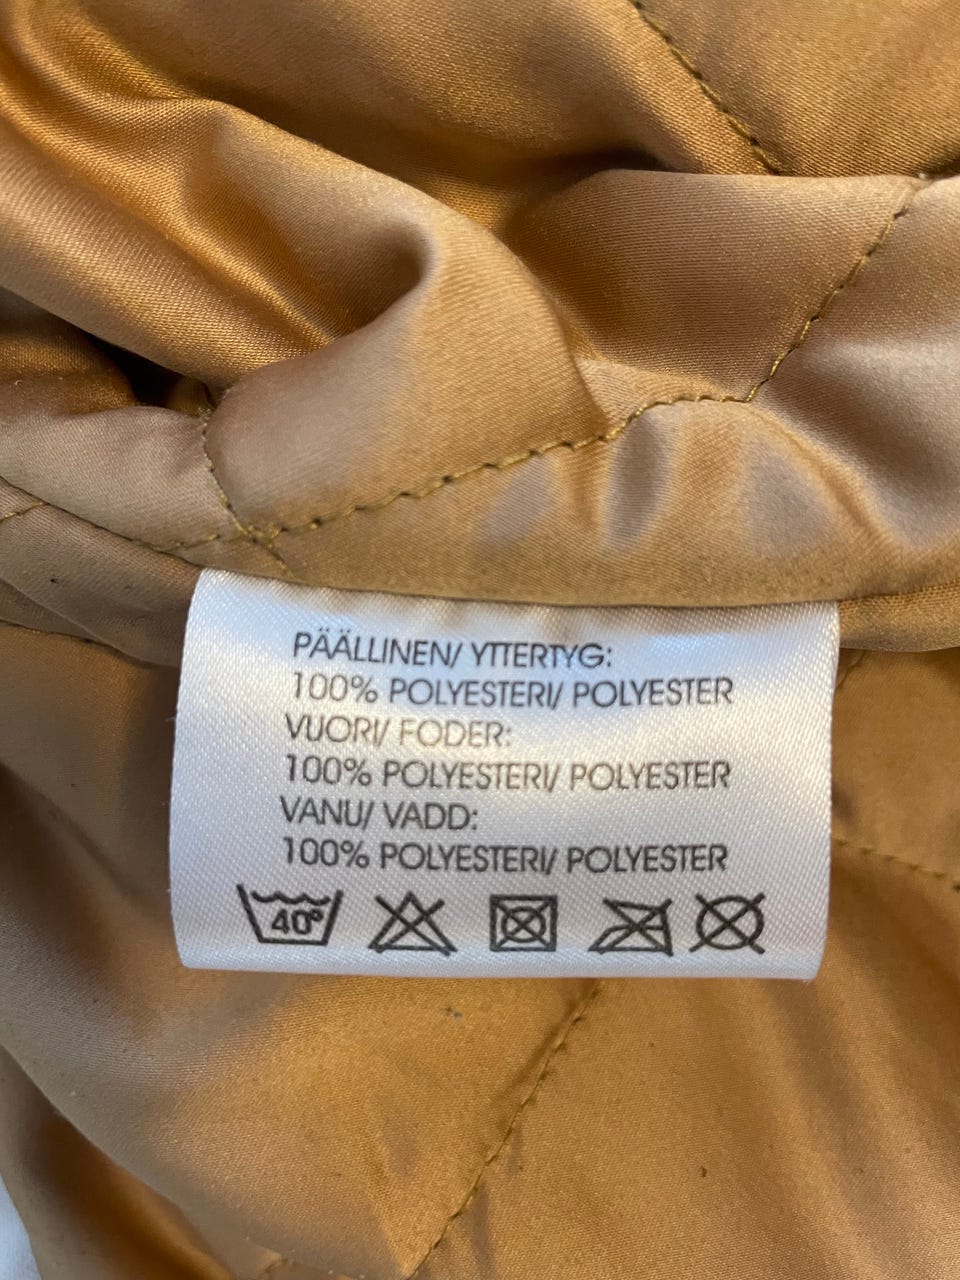 PÄÄLLINEN/ YTTERTYG:
100% POLYESTERI/ POLYESTER
VUORI/ FODER:
100% POLYESTERI/ POLYESTER
VANU/ VADD:
100% POLYESTERI/ POLYESTER
40°